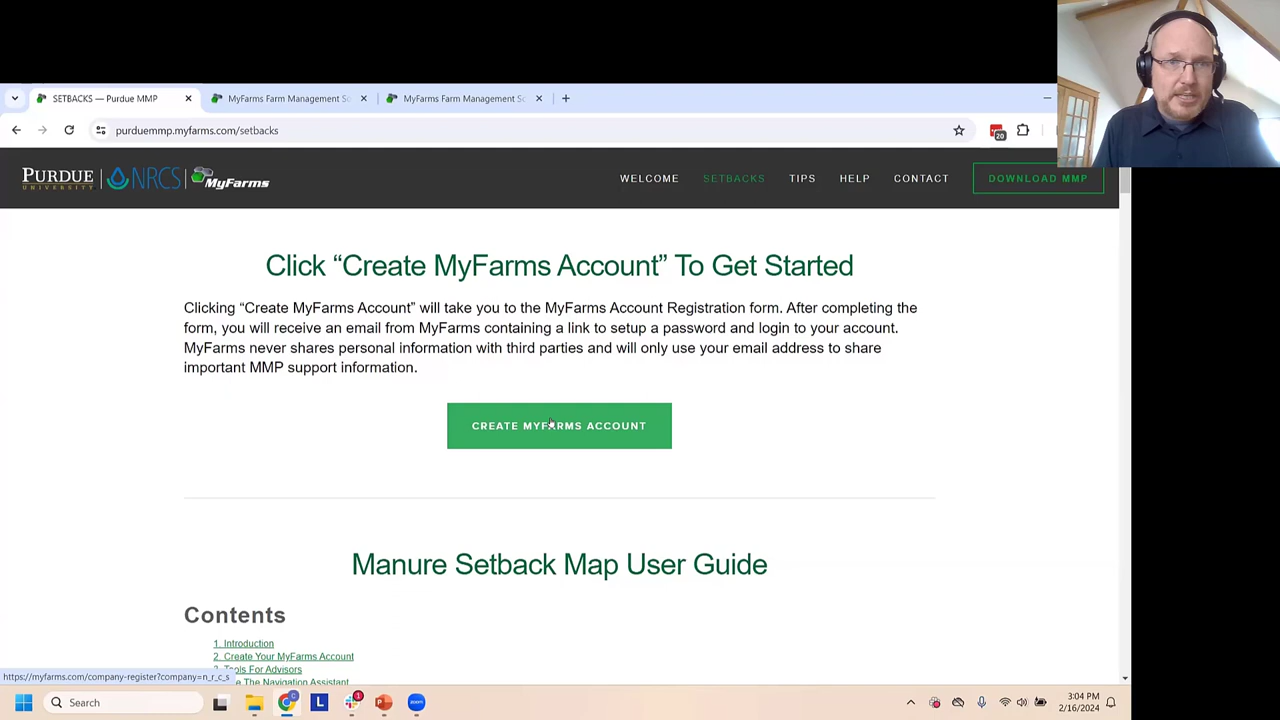 SETBACKS — Purdue MMP
MyFarms Farm Management So
MyFarms Farm Management So
purduemmp.myfarms.com/setbacks
20
PURDUE
UNIVERSITY
NRCS
MyFarms
WELCOME
SETBACKS
TIPS
HELP
CONTACT
DOWNLOAD MMP
Click “Create MyFarms Account” To Get Started
Clicking “Create MyFarms Account” will take you to the MyFarms Account Registration form. After completing the
form, you will receive an email from MyFarms containing a link to setup a password and login to your account.
MyFarms never shares personal information with third parties and will only use your email address to share
important MMP support information.
CREATE MYFARMS ACCOUNT
Manure Setback Map User Guide
Contents
1. Introduction
2. Create Your MyFarms Account
Tools For Advisors
The Navigation Assistant
https://myfarms.com/company-register?company=n_r_c_s
Search
L
1
zoom
3:04 PM
2/16/2024